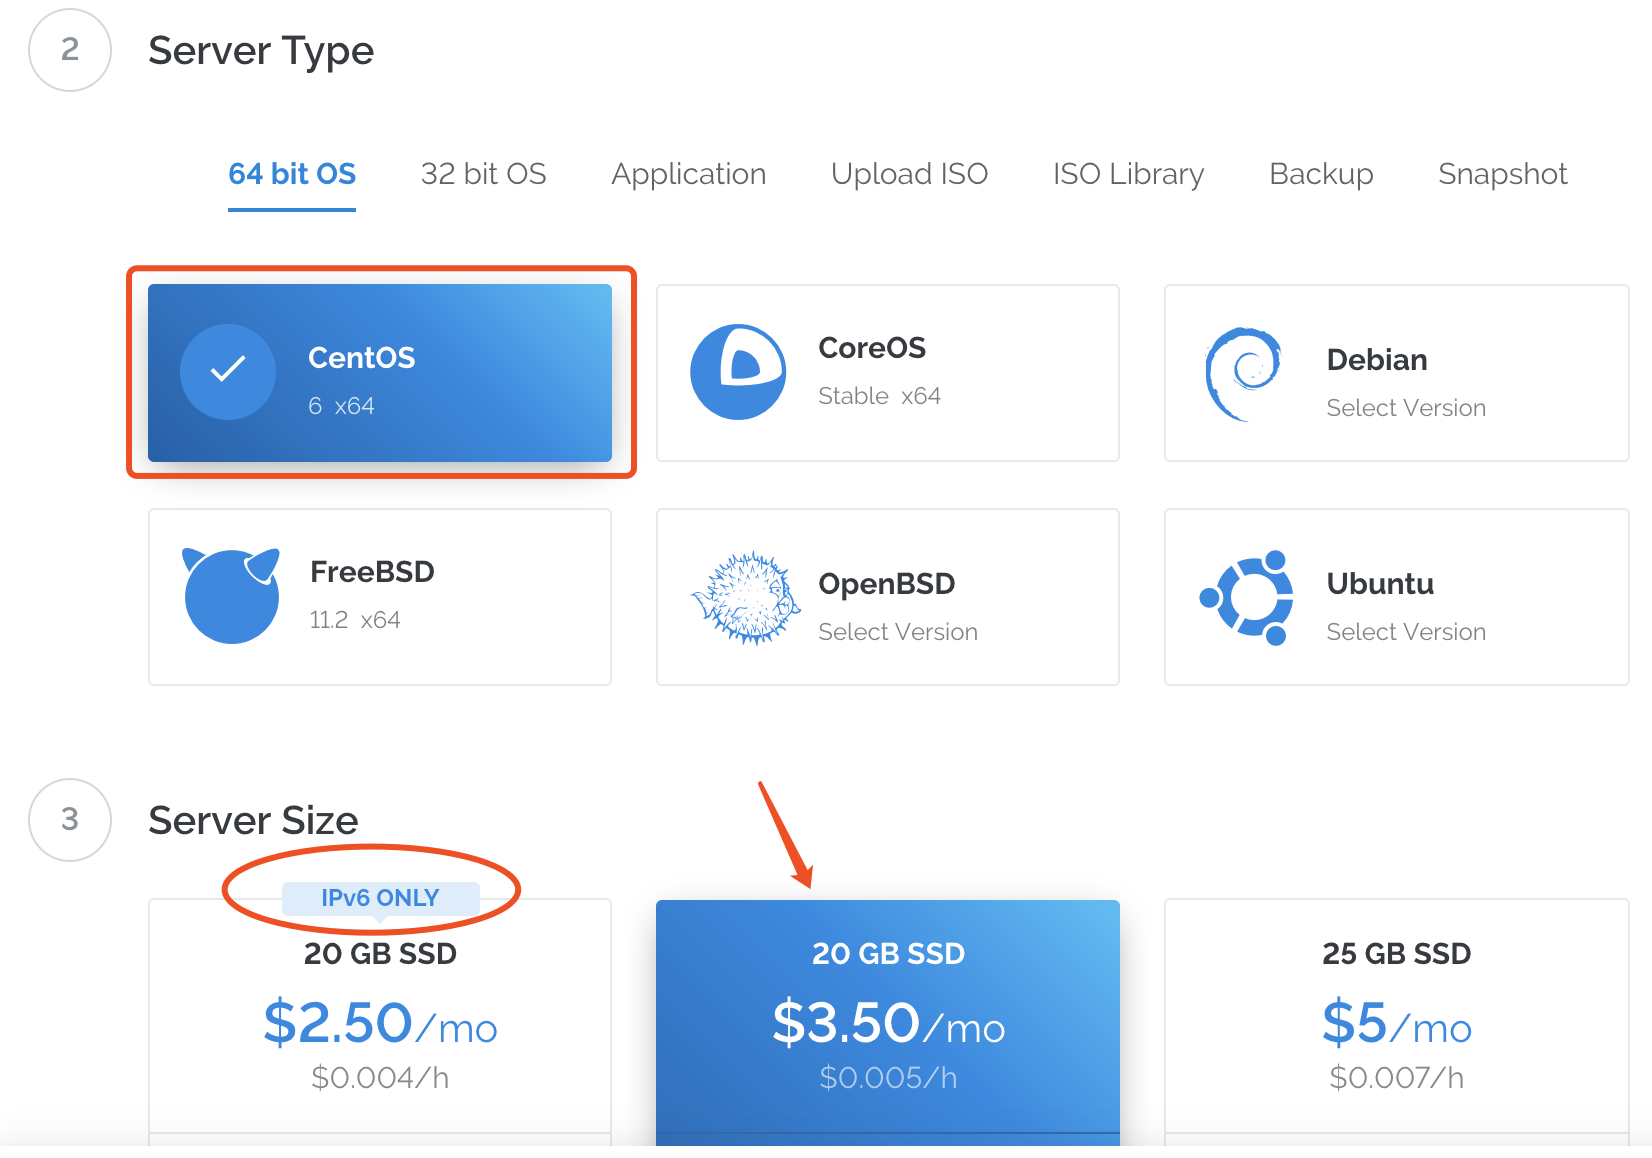 2
Server Type
64 bit OS 32 bit OS Application Upload ISO ISO Library Backup Snapshot
CentOS
6 x64
CoreOS
Stable x64
Debian
Select Version
FreeBSD
11.2 x64
OpenBSD
Select Version
Ubuntu
Select Version
3
Server Size
IPv6 ONLY
20 GB SSD
$2.50/mo
$0.004/h
20 GB SSD
$3.50/mo
$0.005/h
25 GB SSD
$5/mo
$0.007/h